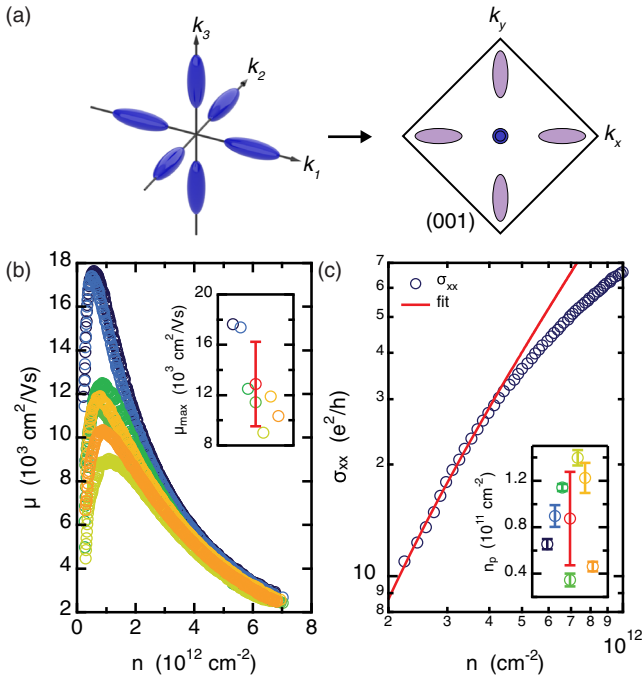 (a)
k3
k2
k1
ky
kx
(001)
(b)
18
16
14
12
10
8
6
4
2
μ (10³ cm²/Vs)
0
2
4
6
8
n (10¹² cm⁻²)
20
16
12
8
μmax (10³ cm²/Vs)
(c)
7
6
5
4
3
2
10
8
σxx (e²/h)
σxx
fit
2
3
4
5
6
7
8
9
10¹²
n (cm⁻²)
1.2
0.8
0.4
np (10¹¹ cm⁻²)